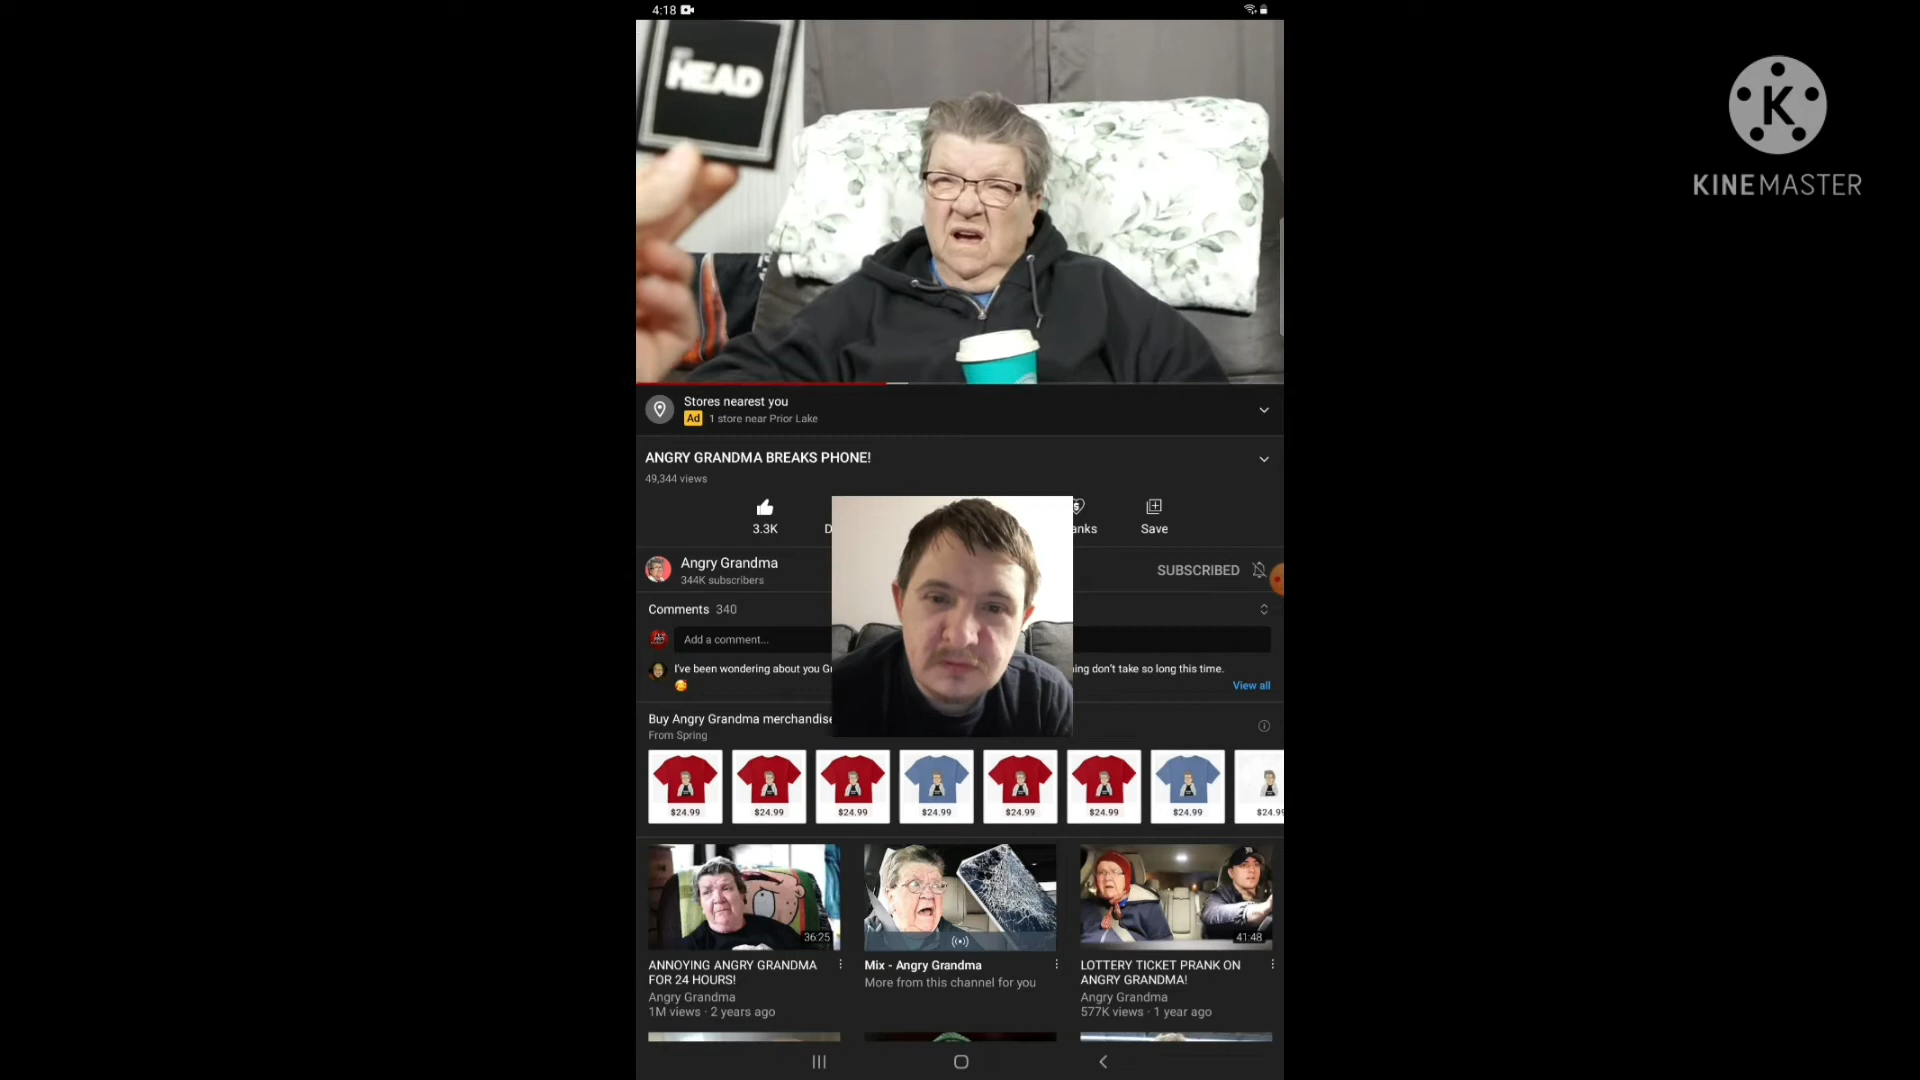 4:18
HEAD
KINEMASTER
Stores nearest you
Ad 1 store near Prior Lake
ANGRY GRANDMA BREAKS PHONE!
49,344 views
3.3K
D
anks
Save
Angry Grandma
344K subscribers
SUBSCRIBED
Comments 340
Add a comment...
I've been wondering about you Gr
ing don't take so long this time.
View all
Buy Angry Grandma merchandise
From Spring
$24.99 $24.99 $24.99 $24.99 $24.99 $24.99 $24.99 $24.99
36:25
41:48
ANNOYING ANGRY GRANDMA
FOR 24 HOURS!
Angry Grandma
1M views · 2 years ago
Mix - Angry Grandma
More from this channel for you
LOTTERY TICKET PRANK ON
ANGRY GRANDMA!
Angry Grandma
577K views · 1 year ago